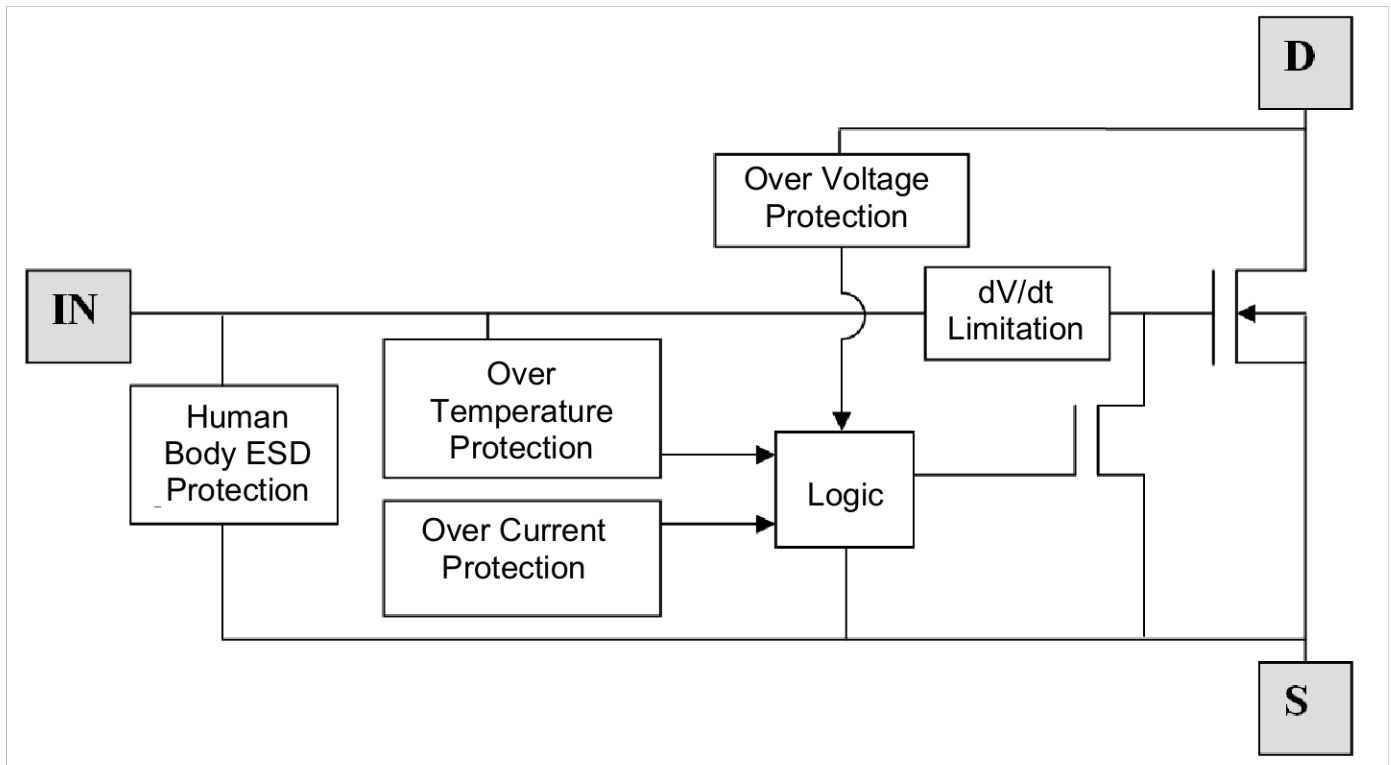 D
Over Voltage
Protection
IN
dV/dt
Limitation
Over
Temperature
Protection
Human
Body ESD
Protection
Logic
Over Current
Protection
S